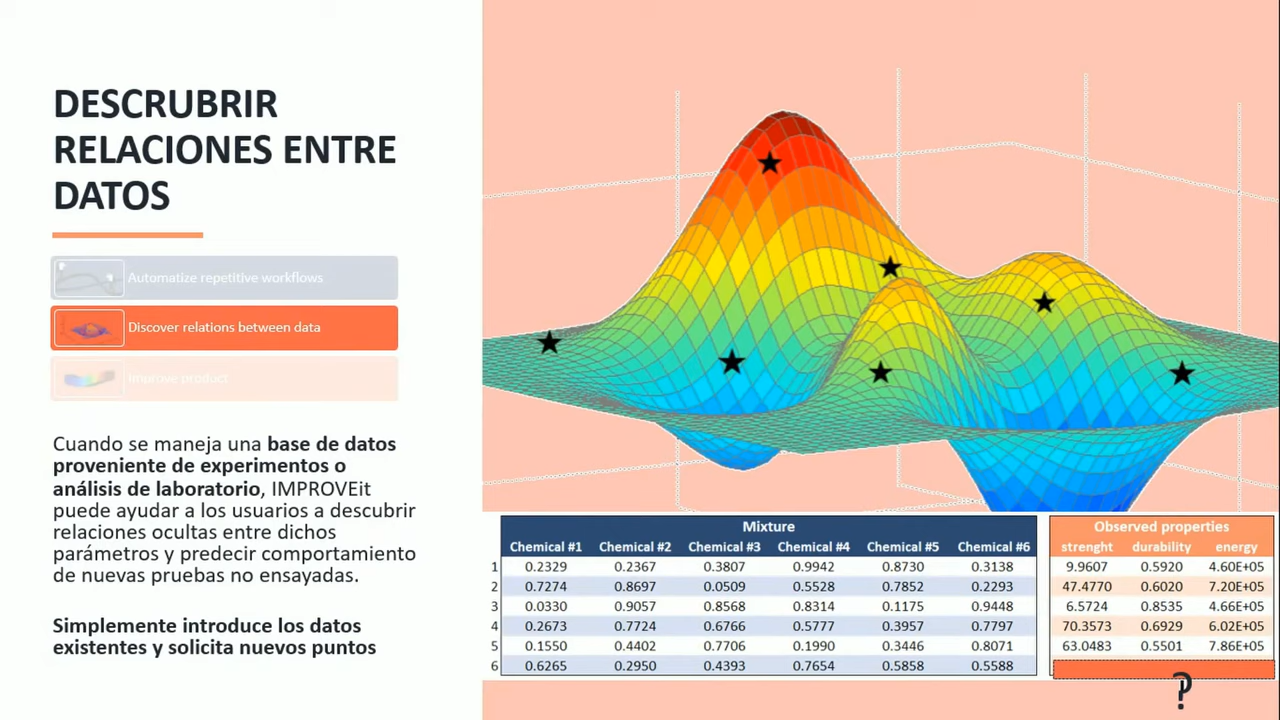 DESCRUBRIR
RELACIONES ENTRE
DATOS
Automatize repetitive workflows
Discover relations between data
Improve product
Cuando se maneja una base de datos
proveniente de experimentos o
análisis de laboratorio, IMPROVEit
puede ayudar a los usuarios a descubrir
relaciones ocultas entre dichos
parámetros y predecir comportamiento
de nuevas pruebas no ensayadas.
Simplemente introduce los datos
existentes y solicita nuevos puntos
Mixture
Chemical #1 Chemical #2 Chemical #3 Chemical #4 Chemical #5 Chemical #6
1 0.2329 0.2367 0.3807 0.9942 0.8730 0.3138
2 0.7274 0.8697 0.0509 0.5528 0.7852 0.2293
3 0.0330 0.9057 0.8568 0.8314 0.1175 0.9448
4 0.2673 0.7724 0.6766 0.5777 0.3957 0.7797
5 0.1550 0.4402 0.7706 0.1990 0.3446 0.8071
6 0.6265 0.2950 0.4393 0.7654 0.5858 0.5588
Observed properties
strenght durability energy
9.9607 0.5920 4.60E+05
47.4770 0.6020 7.20E+05
6.5724 0.8535 4.66E+05
70.3573 0.6929 6.02E+05
63.0483 0.5501 7.86E+05
?